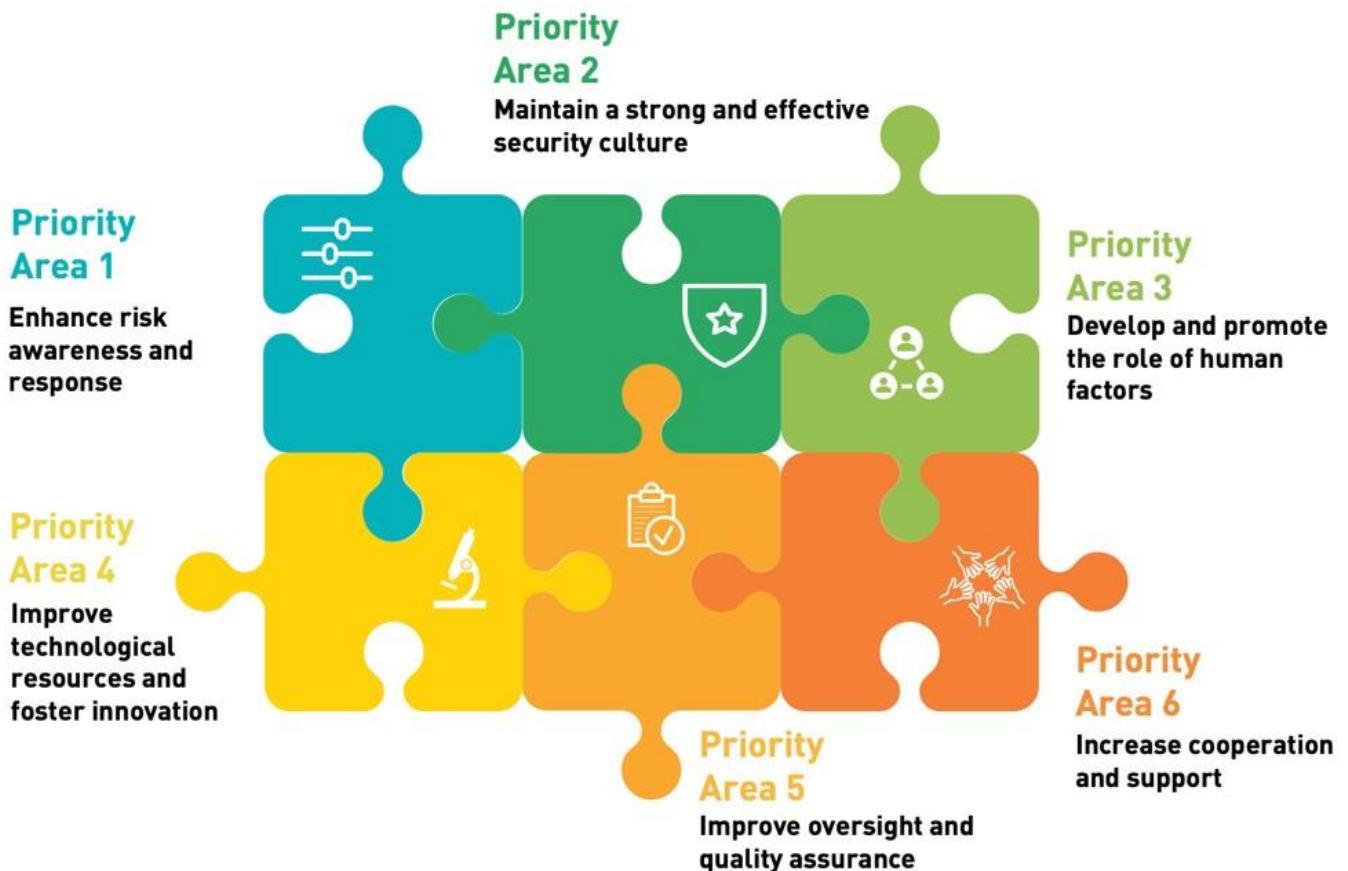 Priority
Area 1
Enhance risk
awareness and
response
Priority
Area 2
Maintain a strong and effective
security culture
Priority
Area 3
Develop and promote
the role of human
factors
Priority
Area 4
Improve
technological
resources and
foster innovation
Priority
Area 5
Improve oversight and
quality assurance
Priority
Area 6
Increase cooperation
and support